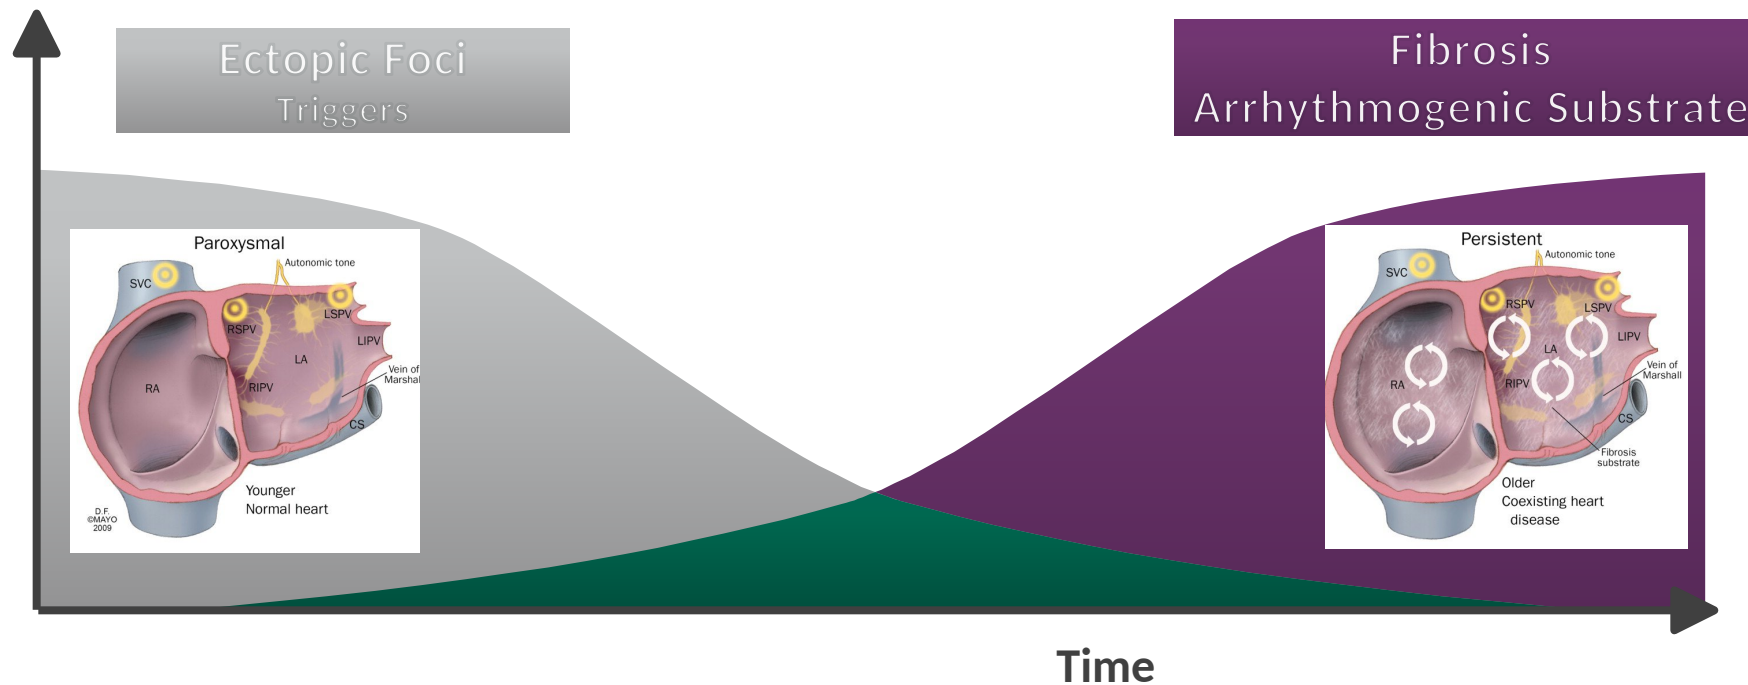 Ectopic Foci
Triggers
Fibrosis
Arrhythmogenic Substrate
Paroxysmal
Autonomic tone
SVC
RSPV
LSPV
LIPV
LA
RA
RIPV
Vein of
Marshal
CS
Younger
Normal heart
D.F.
©MAYO
2009
Persistent
Autonomic tone
SVC
RSPV
LSPV
LIPV
LA
RA
RIPV
Vein of
Marshall
CS
Fibrosis
substrate
Older
Coexisting heart
disease
Time